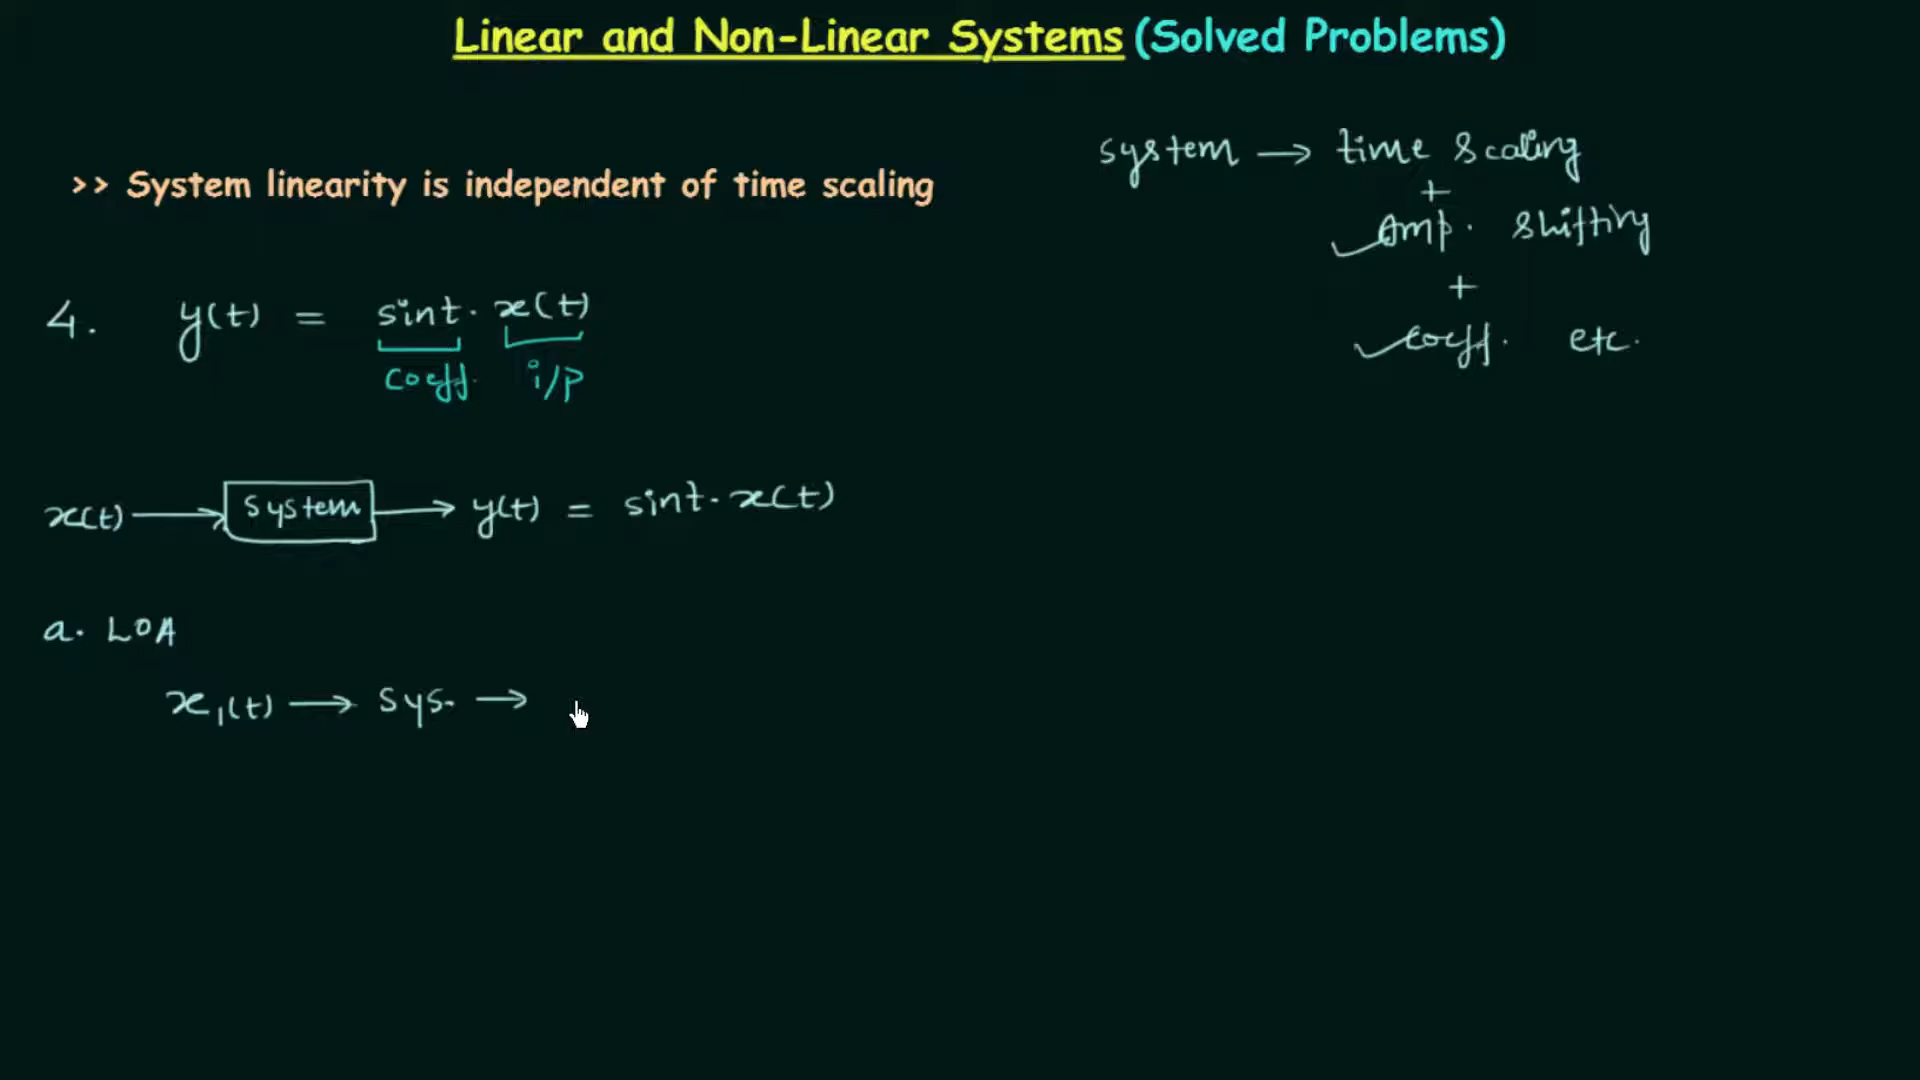 Linear and Non-Linear Systems (Solved Problems)
>> System linearity is independent of time scaling
system → time scaling
+
Amp. shifting
+
coeff. etc.
4. y(t) = sint. x(t)
coeff. i/p
x(t) → system → y(t) = sint. x(t)
a. LOA
x₁(t) → sys. →